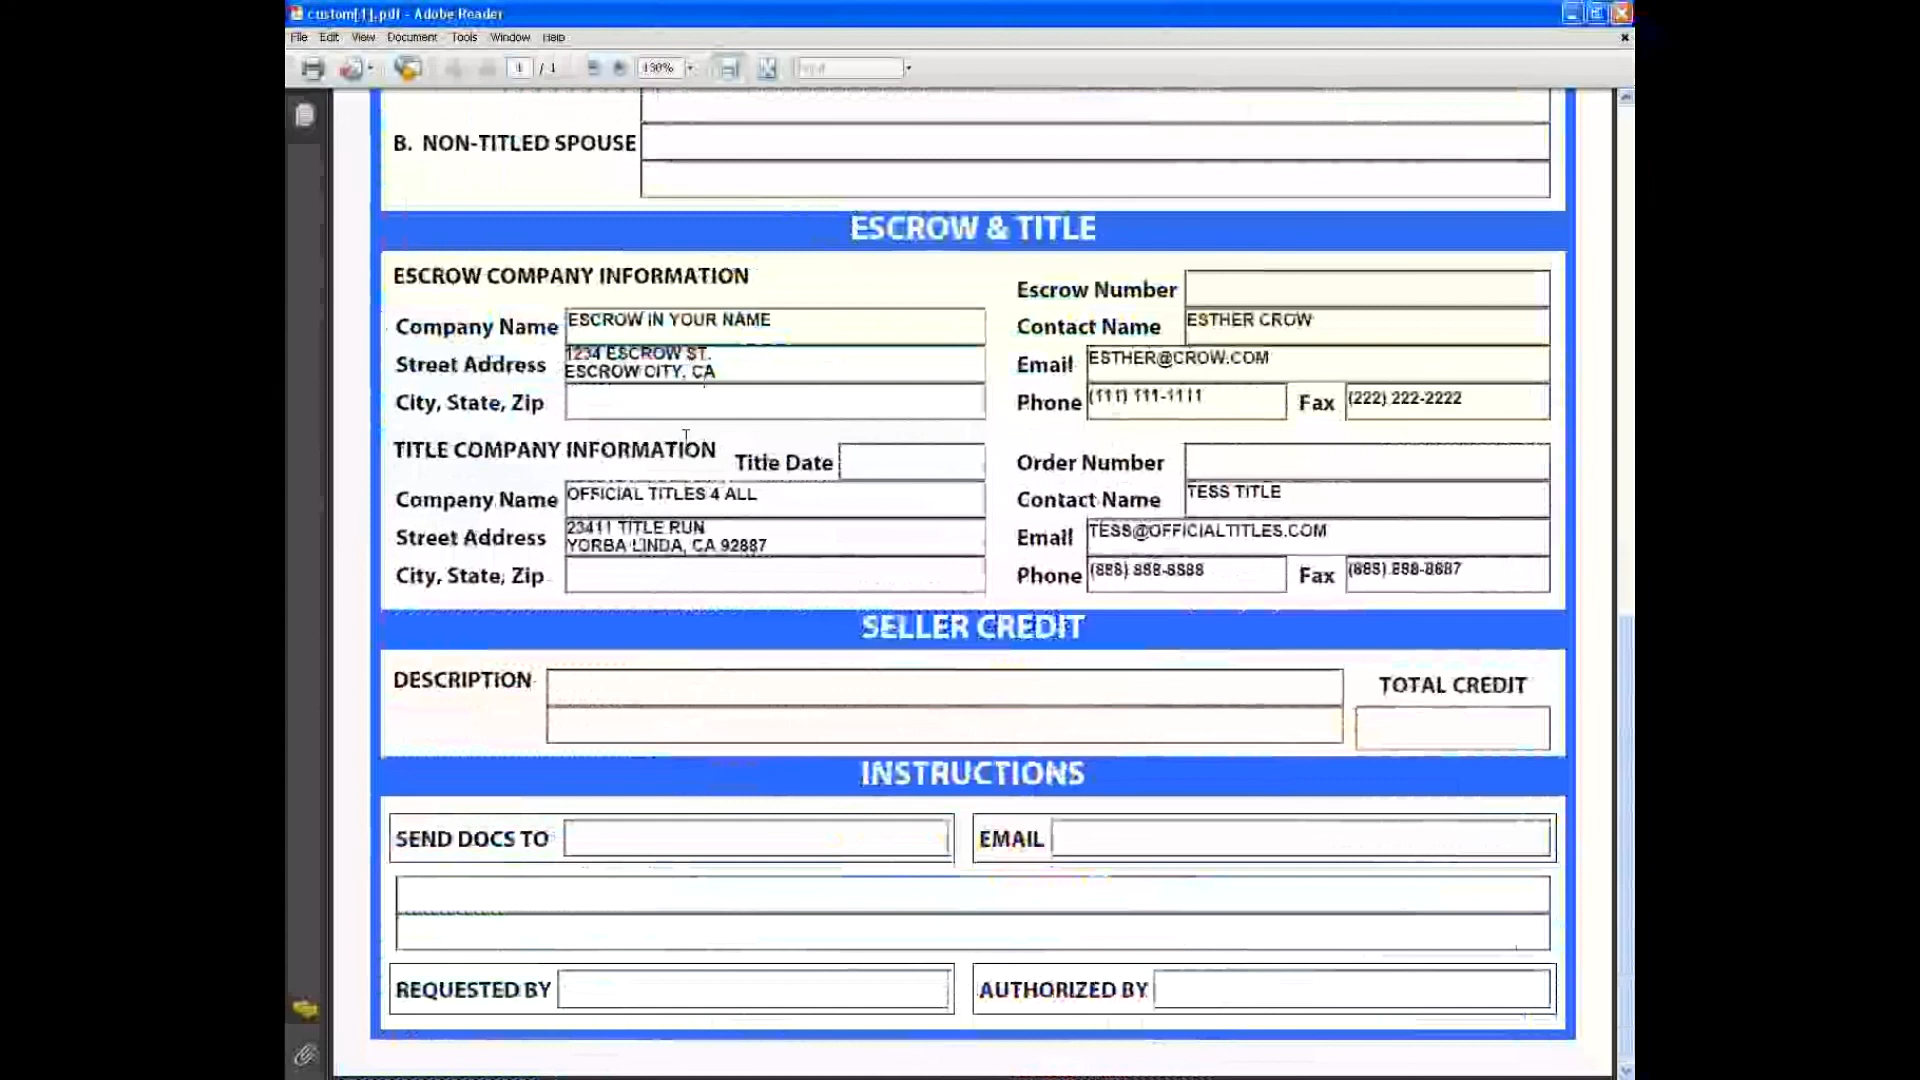 custom[1].pdf - Adobe Reader
File Edit View Document Tools Window Help
1 / 1 130%
B. NON-TITLED SPOUSE
ESCROW & TITLE
ESCROW COMPANY INFORMATION
Escrow Number
Company Name ESCROW IN YOUR NAME
Contact Name ESTHER CROW
Street Address 1234 ESCROW ST.
ESCROW CITY, CA
Email ESTHER@CROW.COM
City, State, Zip
Phone (111) 111-1111 Fax (222) 222-2222
TITLE COMPANY INFORMATION Title Date
Order Number
Company Name OFFICIAL TITLES 4 ALL
Contact Name TESS TITLE
Street Address 23411 TITLE RUN
YORBA LINDA, CA 92887
Email TESS@OFFICIALTITLES.COM
City, State, Zip
Phone (888) 888-8888 Fax (888) 888-8887
SELLER CREDIT
DESCRIPTION
TOTAL CREDIT
INSTRUCTIONS
SEND DOCS TO
EMAIL
REQUESTED BY
AUTHORIZED BY